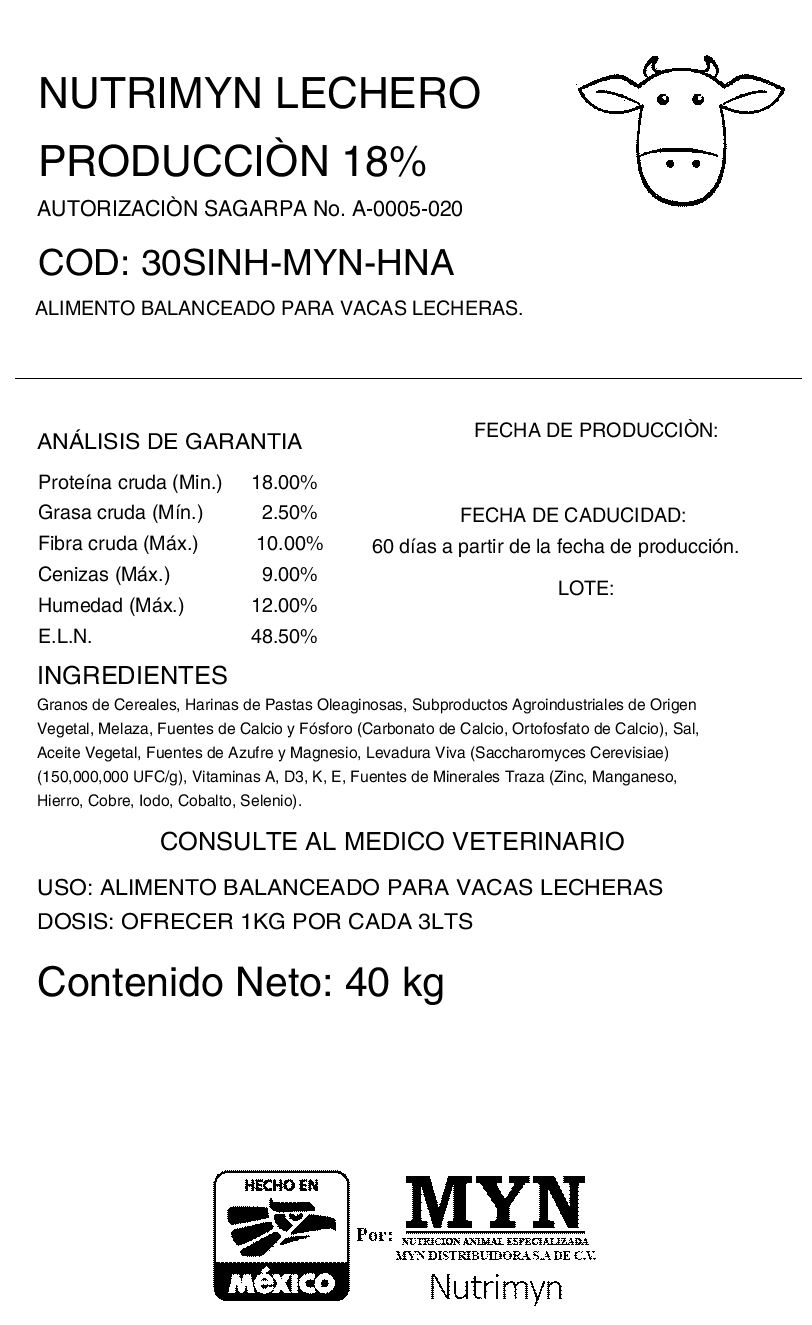 NUTRIMYN LECHERO
PRODUCCIÒN 18%
AUTORIZACIÒN SAGARPA No. A-0005-020
COD: 30SINH-MYN-HNA
ALIMENTO BALANCEADO PARA VACAS LECHERAS.
ANÁLISIS DE GARANTIA
Proteína cruda (Min.) 18.00%
Grasa cruda (Mín.) 2.50%
Fibra cruda (Máx.) 10.00%
Cenizas (Máx.) 9.00%
Humedad (Máx.) 12.00%
E.L.N. 48.50%
FECHA DE PRODUCCIÒN:
FECHA DE CADUCIDAD:
60 días a partir de la fecha de producción.
LOTE:
INGREDIENTES
Granos de Cereales, Harinas de Pastas Oleaginosas, Subproductos Agroindustriales de Origen
Vegetal, Melaza, Fuentes de Calcio y Fósforo (Carbonato de Calcio, Ortofosfato de Calcio), Sal,
Aceite Vegetal, Fuentes de Azufre y Magnesio, Levadura Viva (Saccharomyces Cerevisiae)
(150,000,000 UFC/g), Vitaminas A, D3, K, E, Fuentes de Minerales Traza (Zinc, Manganeso,
Hierro, Cobre, Iodo, Cobalto, Selenio).
CONSULTE AL MEDICO VETERINARIO
USO: ALIMENTO BALANCEADO PARA VACAS LECHERAS
DOSIS: OFRECER 1KG POR CADA 3LTS
Contenido Neto: 40 kg
HECHO EN
MéXICO
Por:
MYN
NUTRICION ANIMAL ESPECIALIZADA
MYN DISTRIBUIDORA S.A DE C.V.
Nutrimyn